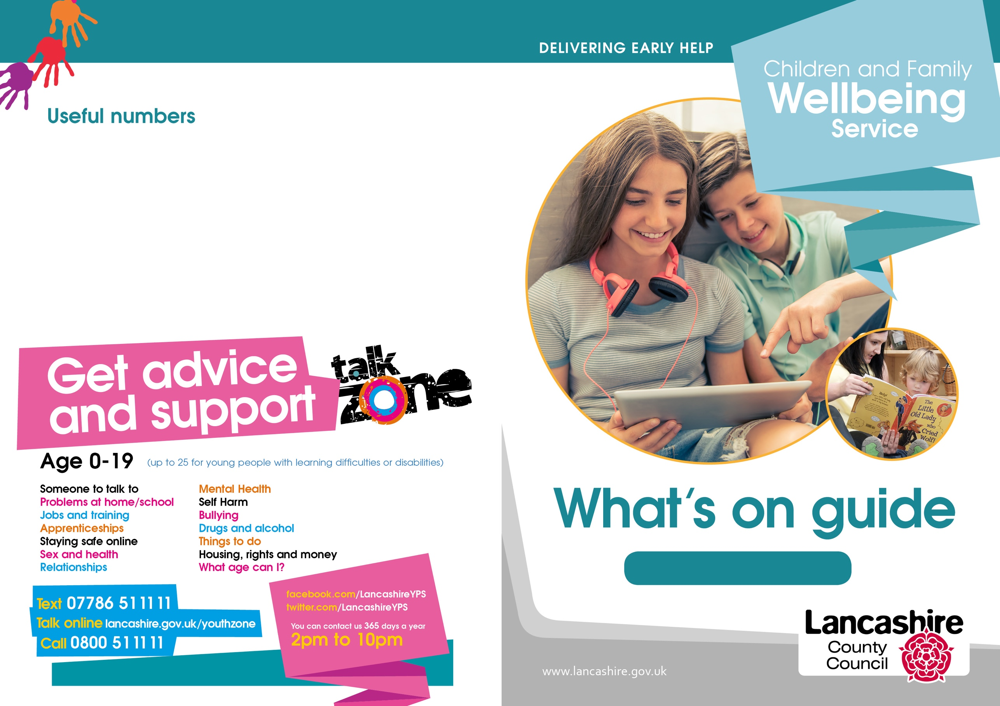 DELIVERING EARLY HELP
Children and Family
Wellbeing
Service
Useful numbers
Get advice
and support
talk
zone
Age 0-19 (up to 25 for young people with learning difficulties or disabilities)
Someone to talk to
Problems at home/school
Jobs and training
Apprenticeships
Staying safe online
Sex and health
Relationships
Mental Health
Self Harm
Bullying
Drugs and alcohol
Things to do
Housing, rights and money
What age can I?
Text 07786 511111
Talk online lancashire.gov.uk/youthzone
Call 0800 511111
facebook.com/LancashireYPS
twitter.com/LancashireYPS
You can contact us 365 days a year
2pm to 10pm
Help!
The
Little
Old Lady
who
Cried
Wolf!
What's on guide
Lancashire
County
Council
www.lancashire.gov.uk